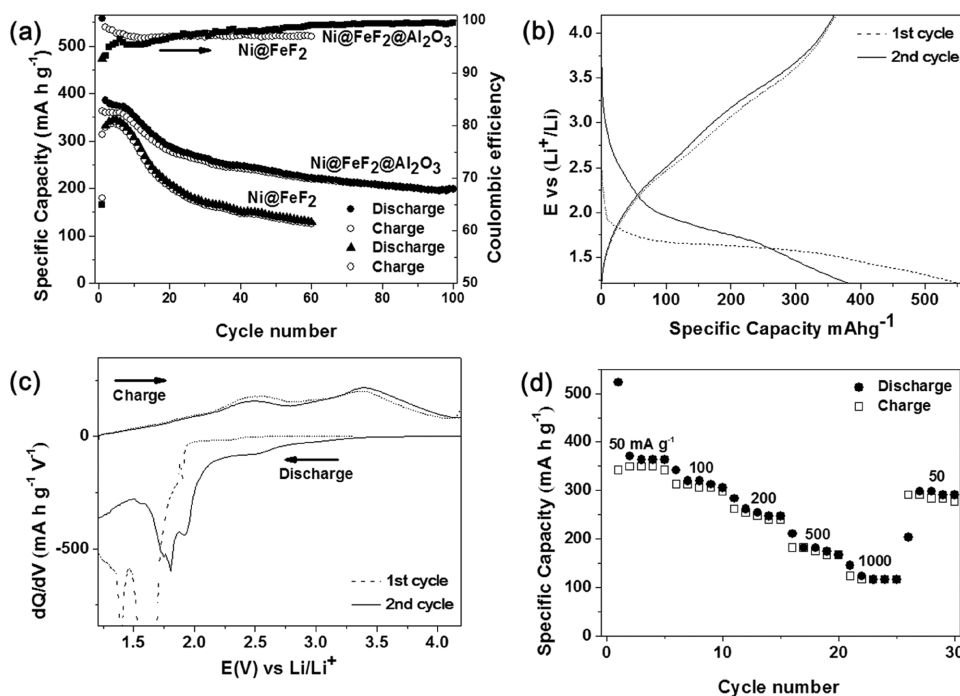 (a)
550
500
450
400
350
300
250
200
150
100
50
0
Specific Capacity (mA h g⁻¹)
Ni@FeF₂@Al₂O₃
Ni@FeF₂
Ni@FeF₂@Al₂O₃
Ni@FeF₂
Discharge
Charge
Discharge
Charge
100
90
80
70
60
50
Coulombic efficiency
0 20 40 60 80 100
Cycle number
(b)
1st cycle
2nd cycle
4.0
3.5
3.0
2.5
2.0
1.5
E vs (Li⁺/Li)
0 100 200 300 400 500
Specific Capacity mAhg⁻¹
(c)
Charge
0
Discharge
-500
dQ/dV (mA h g⁻¹ V⁻¹)
1st cycle
2nd cycle
1.5 2.0 2.5 3.0 3.5 4.0
E(V) vs Li/Li⁺
(d)
Discharge
Charge
500
400
300
200
100
0
Specific Capacity (mA h g⁻¹)
50 mA g⁻¹
100
200
500
1000
50
0 10 20 30
Cycle number